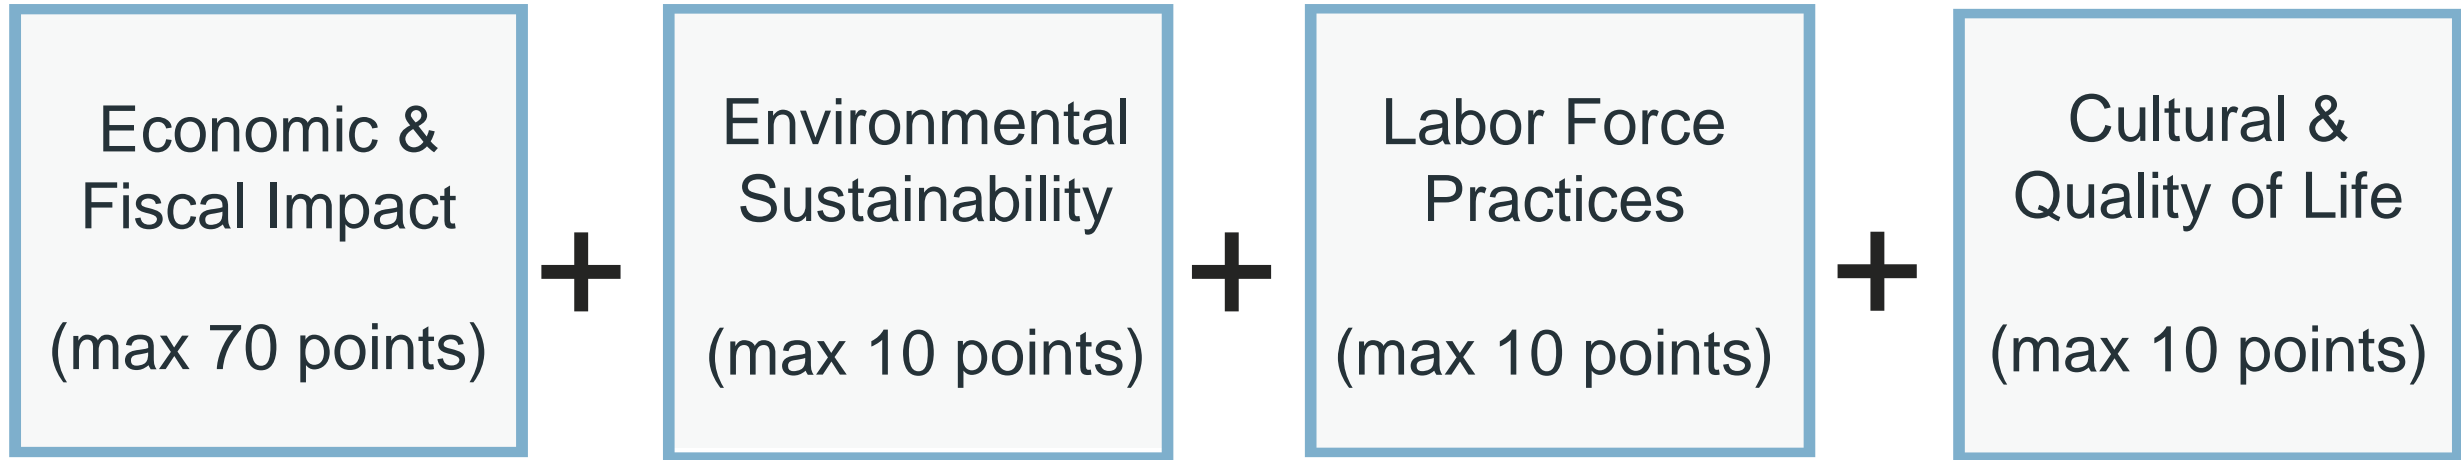 Economic &
Fiscal Impact
(max 70 points)
+
Environmental
Sustainability
(max 10 points)
+
Labor Force
Practices
(max 10 points)
+
Cultural &
Quality of Life
(max 10 points)